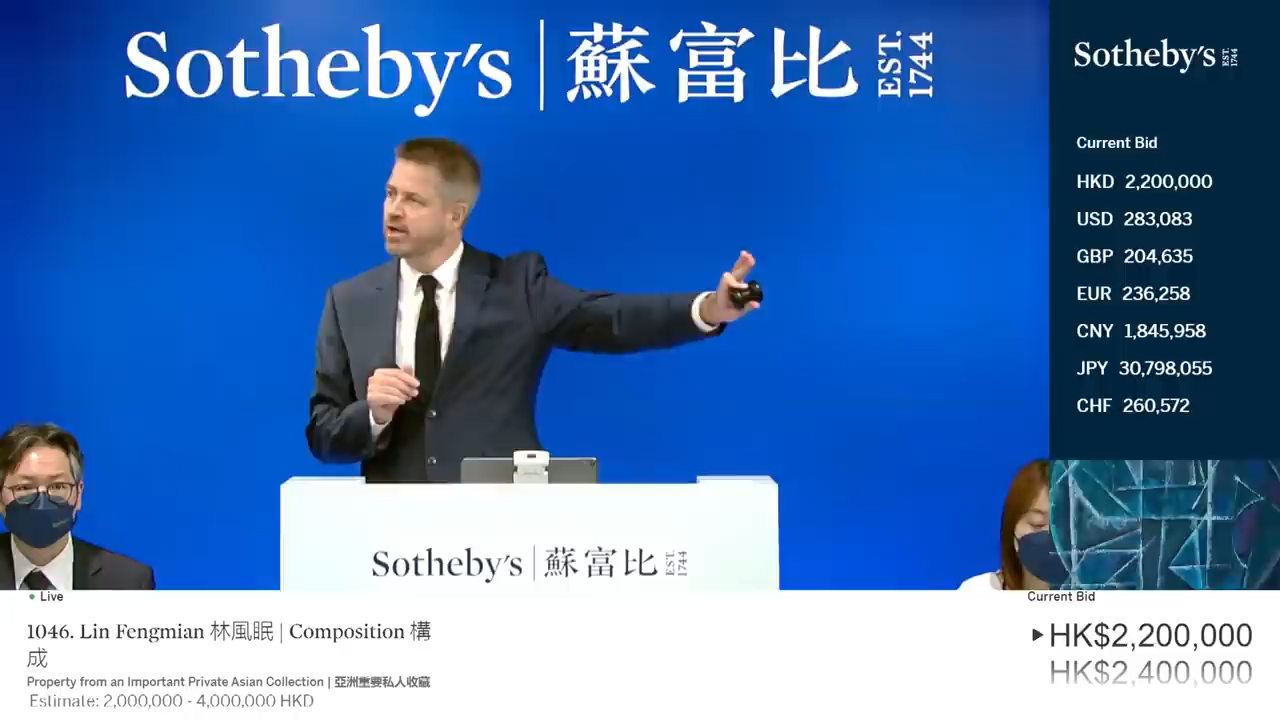 Sotheby's | 蘇富比 EST. 1744
Sotheby's EST. 1744
Current Bid
HKD 2,200,000
USD 283,083
GBP 204,635
EUR 236,258
CNY 1,845,958
JPY 30,798,055
CHF 260,572
Sotheby's | 蘇富比 EST. 1744
Live
1046. Lin Fengmian 林風眠 | Composition 構
成
Property from an Important Private Asian Collection | 亞洲重要私人收藏
Estimate: 2,000,000 - 4,000,000 HKD
Current Bid
HK$2,200,000
HK$2,400,000